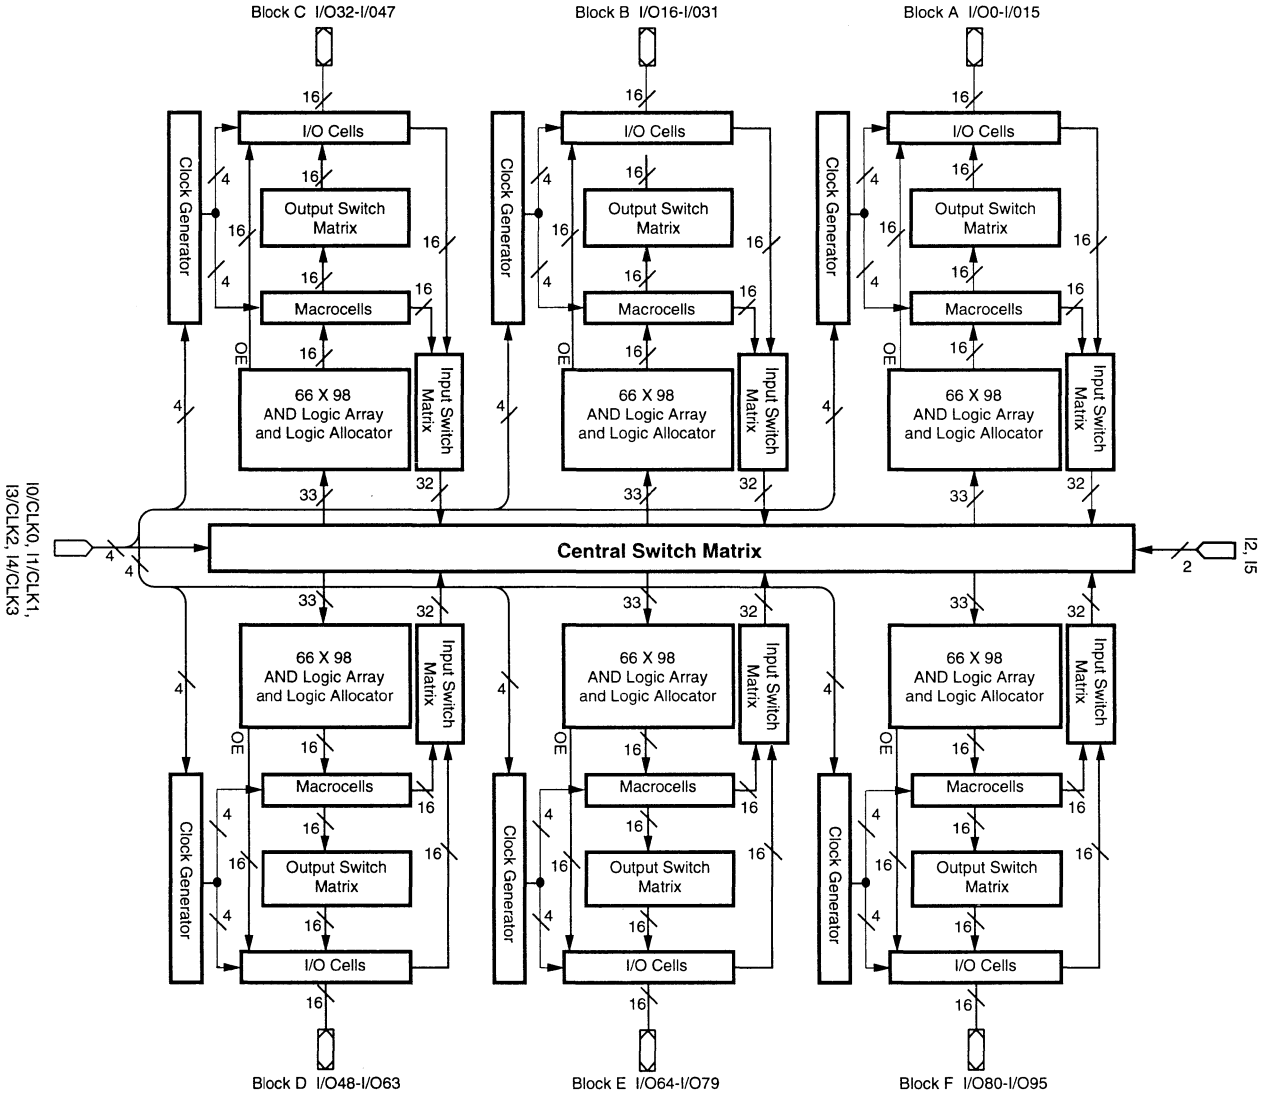 Block C I/O32-I/047
Block B I/O16-I/031
Block A I/O0-I/015
16
16
16
I/O Cells
I/O Cells
I/O Cells
Clock Generator
4
16
16
Output Switch
Matrix
16
4
16
16
Macrocells
OE
16
66 X 98
AND Logic Array
and Logic Allocator
Input Switch
Matrix
4
33
32
Clock Generator
4
16
16
Output Switch
Matrix
16
4
16
16
Macrocells
OE
16
66 X 98
AND Logic Array
and Logic Allocator
Input Switch
Matrix
4
33
32
Clock Generator
4
16
16
Output Switch
Matrix
16
4
16
16
Macrocells
OE
16
66 X 98
AND Logic Array
and Logic Allocator
Input Switch
Matrix
4
33
32
I0/CLK0, I1/CLK1,
I3/CLK2, I4/CLK3
4
4
Central Switch Matrix
2
I2, I5
33
32
66 X 98
AND Logic Array
and Logic Allocator
Input Switch
Matrix
4
OE
16
Macrocells
16
Clock Generator
4
16
16
16
Output Switch
Matrix
4
16
I/O Cells
16
33
32
66 X 98
AND Logic Array
and Logic Allocator
Input Switch
Matrix
4
OE
16
Macrocells
16
Clock Generator
4
16
16
16
Output Switch
Matrix
4
16
I/O Cells
16
33
32
66 X 98
AND Logic Array
and Logic Allocator
Input Switch
Matrix
4
OE
16
Macrocells
16
Clock Generator
4
16
16
16
Output Switch
Matrix
4
16
I/O Cells
16
Block D I/O48-I/O63
Block E I/O64-I/O79
Block F I/O80-I/O95